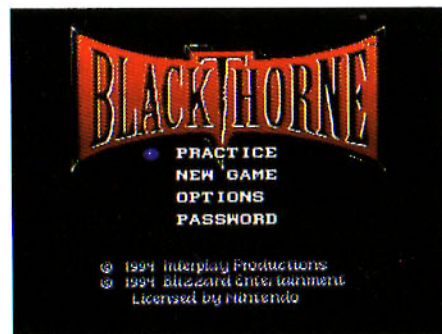 BLACKTHORNE
PRACTICE
NEW GAME
OPTIONS
PASSWORD
© 1994 Interplay Productions
© 1994 Blizzard Entertainment
Licensed by Nintendo